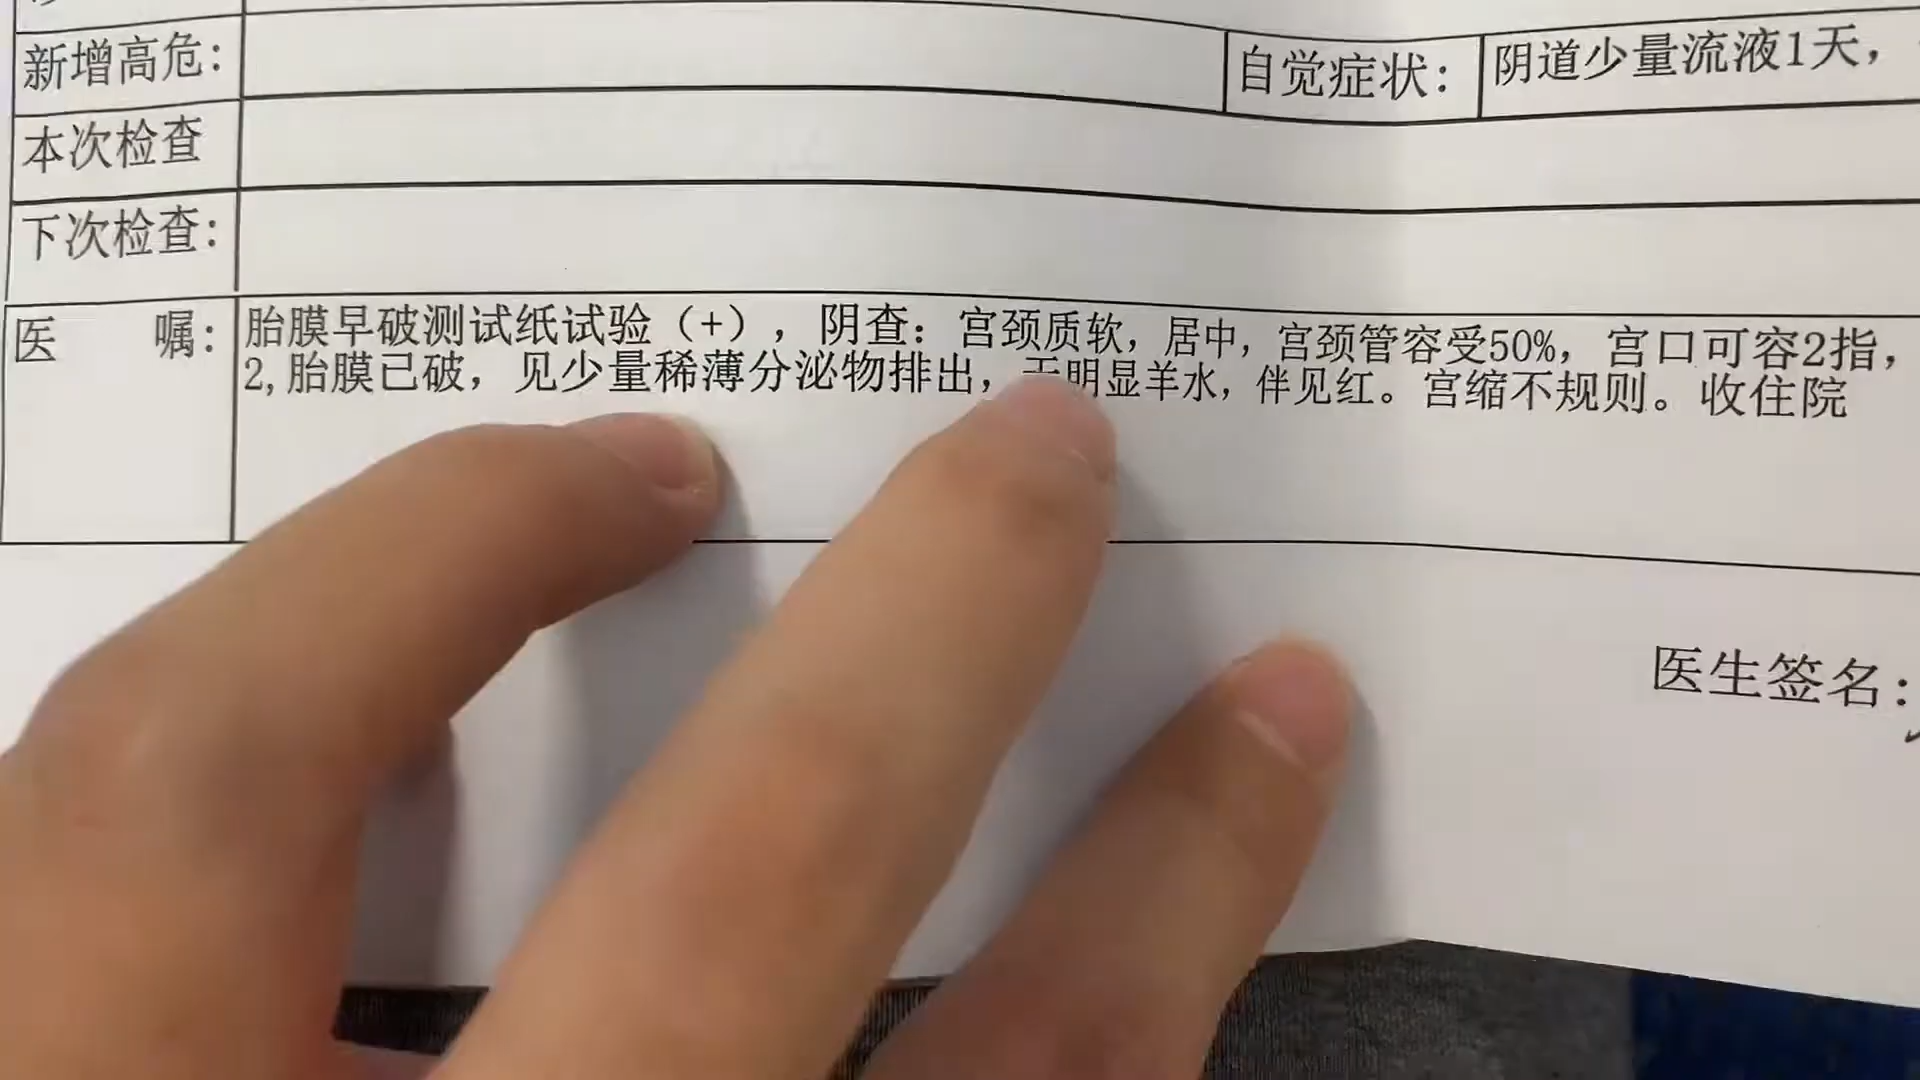 新增高危:
自觉症状:
阴道少量流液1天，
本次检查
下次检查:
医 嘱:
胎膜早破测试纸试验（+），阴查：宫颈质软，居中，宫颈管容受50%，宫口可容2指，
2,胎膜已破，见少量稀薄分泌物排出，无明显羊水，伴见红。宫缩不规则。收住院
医生签名: